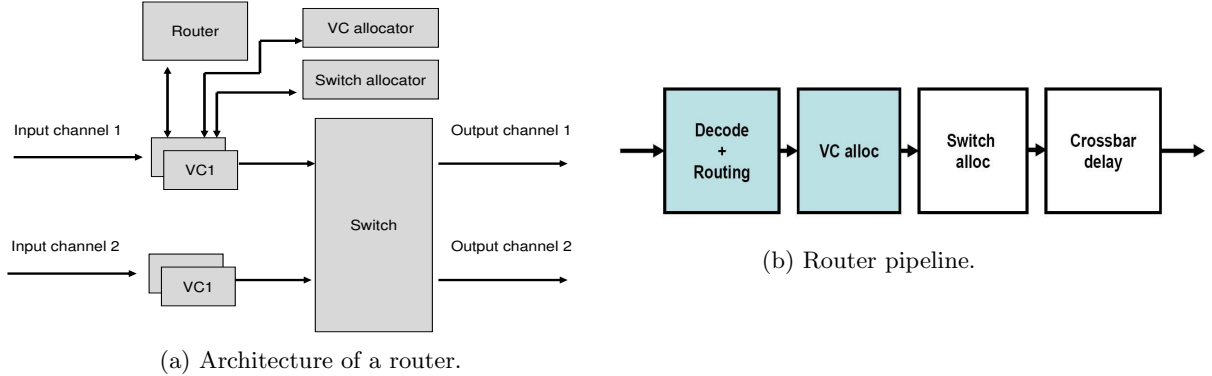 Router
VC allocator
Switch allocator
Input channel 1
Output channel 1
VC1
Switch
Input channel 2
Output channel 2
VC1
(a) Architecture of a router.
Decode
+
Routing
VC alloc
Switch
alloc
Crossbar
delay
(b) Router pipeline.